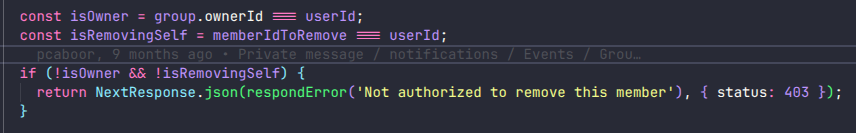 const isOwner = group.ownerId === userId;
const isRemovingSelf = memberIdToRemove === userId;
pcaboor, 9 months ago • Private message / notifications / Events / Grou…
if (!isOwner && !isRemovingSelf) {
return NextResponse.json(respondError('Not authorized to remove this member'), { status: 403 });
}